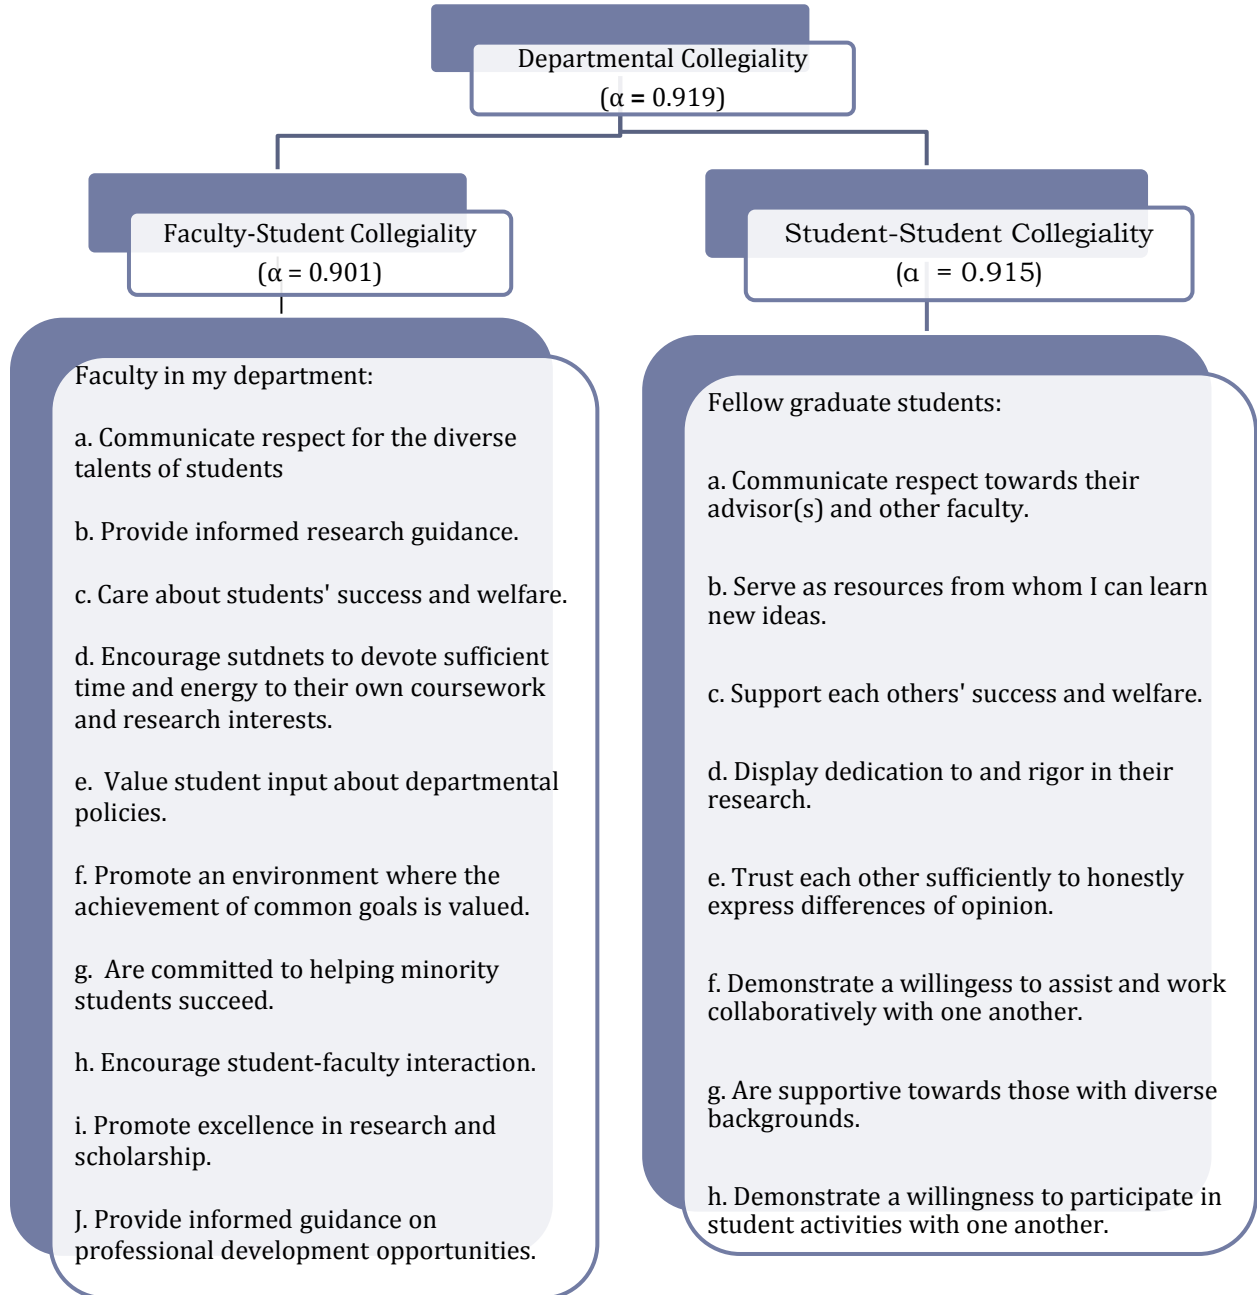 Departmental Collegiality
(α = 0.919)
Faculty-Student Collegiality
(α = 0.901)
Faculty in my department:
a. Communicate respect for the diverse
talents of students
b. Provide informed research guidance.
c. Care about students' success and welfare.
d. Encourage sutdnets to devote sufficient
time and energy to their own coursework
and research interests.
e.  Value student input about departmental
policies.
f. Promote an environment where the
achievement of common goals is valued.
g.  Are committed to helping minority
students succeed.
h. Encourage student-faculty interaction.
i. Promote excellence in research and
scholarship.
J. Provide informed guidance on
professional development opportunities.
Student-Student Collegiality
(α = 0.915)
Fellow graduate students:
a. Communicate respect towards their
advisor(s) and other faculty.
b. Serve as resources from whom I can learn
new ideas.
c. Support each others' success and welfare.
d. Display dedication to and rigor in their
research.
e. Trust each other sufficiently to honestly
express differences of opinion.
f. Demonstrate a willingess to assist and work
collaboratively with one another.
g. Are supportive towards those with diverse
backgrounds.
h. Demonstrate a willingness to participate in
student activities with one another.